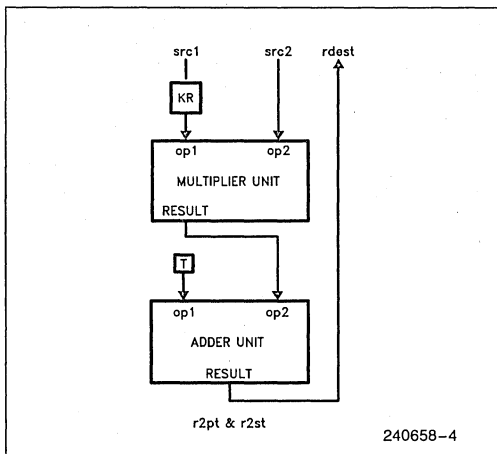 src1 src2 rdest
KR
op1 op2
MULTIPLIER UNIT
RESULT
T
op1 op2
ADDER UNIT
RESULT
r2pt & r2st
240658-4